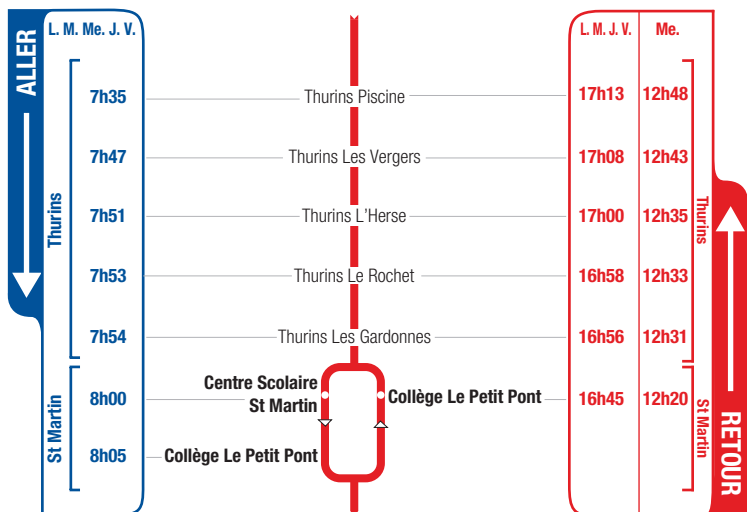 ALLER
L. M. Me. J. V.
L. M. J. V.
Me.
7h35
Thurins Piscine
17h13
12h48
7h47
Thurins Les Vergers
17h08
12h43
7h51
Thurins L'Herse
17h00
12h35
7h53
Thurins Le Rochet
16h58
12h33
7h54
Thurins Les Gardonnes
16h56
12h31
Thurins
Thurins
8h00
Centre Scolaire
St Martin
Collège Le Petit Pont
16h45
12h20
8h05
Collège Le Petit Pont
St Martin
St Martin
RETOUR